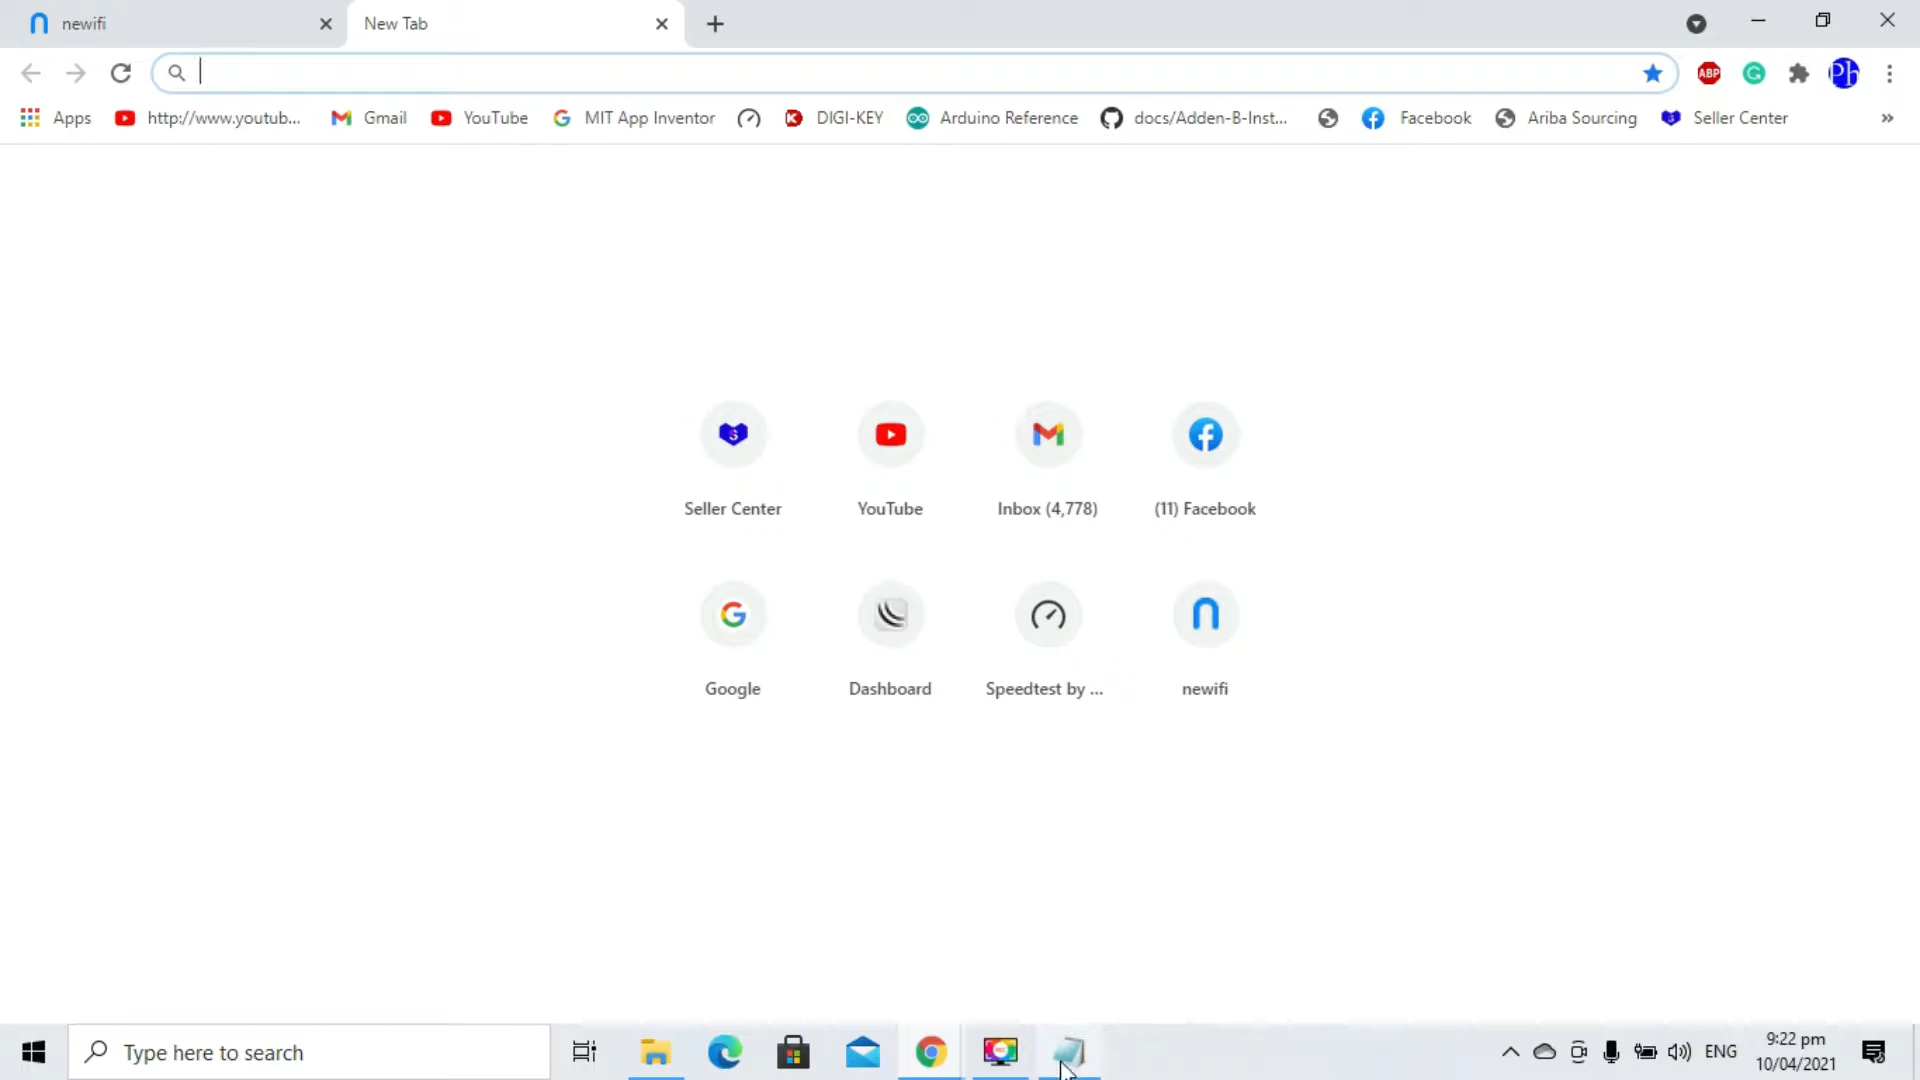 newifi
New Tab
ABP
Ph
Apps
http://www.youtub...
Gmail
YouTube
MIT App Inventor
DIGI-KEY
Arduino Reference
docs/Adden-B-Inst...
Facebook
Ariba Sourcing
Seller Center
»
Seller Center
YouTube
Inbox (4,778)
(11) Facebook
Google
Dashboard
Speedtest by ...
newifi
Type here to search
ENG
9:22 pm
10/04/2021